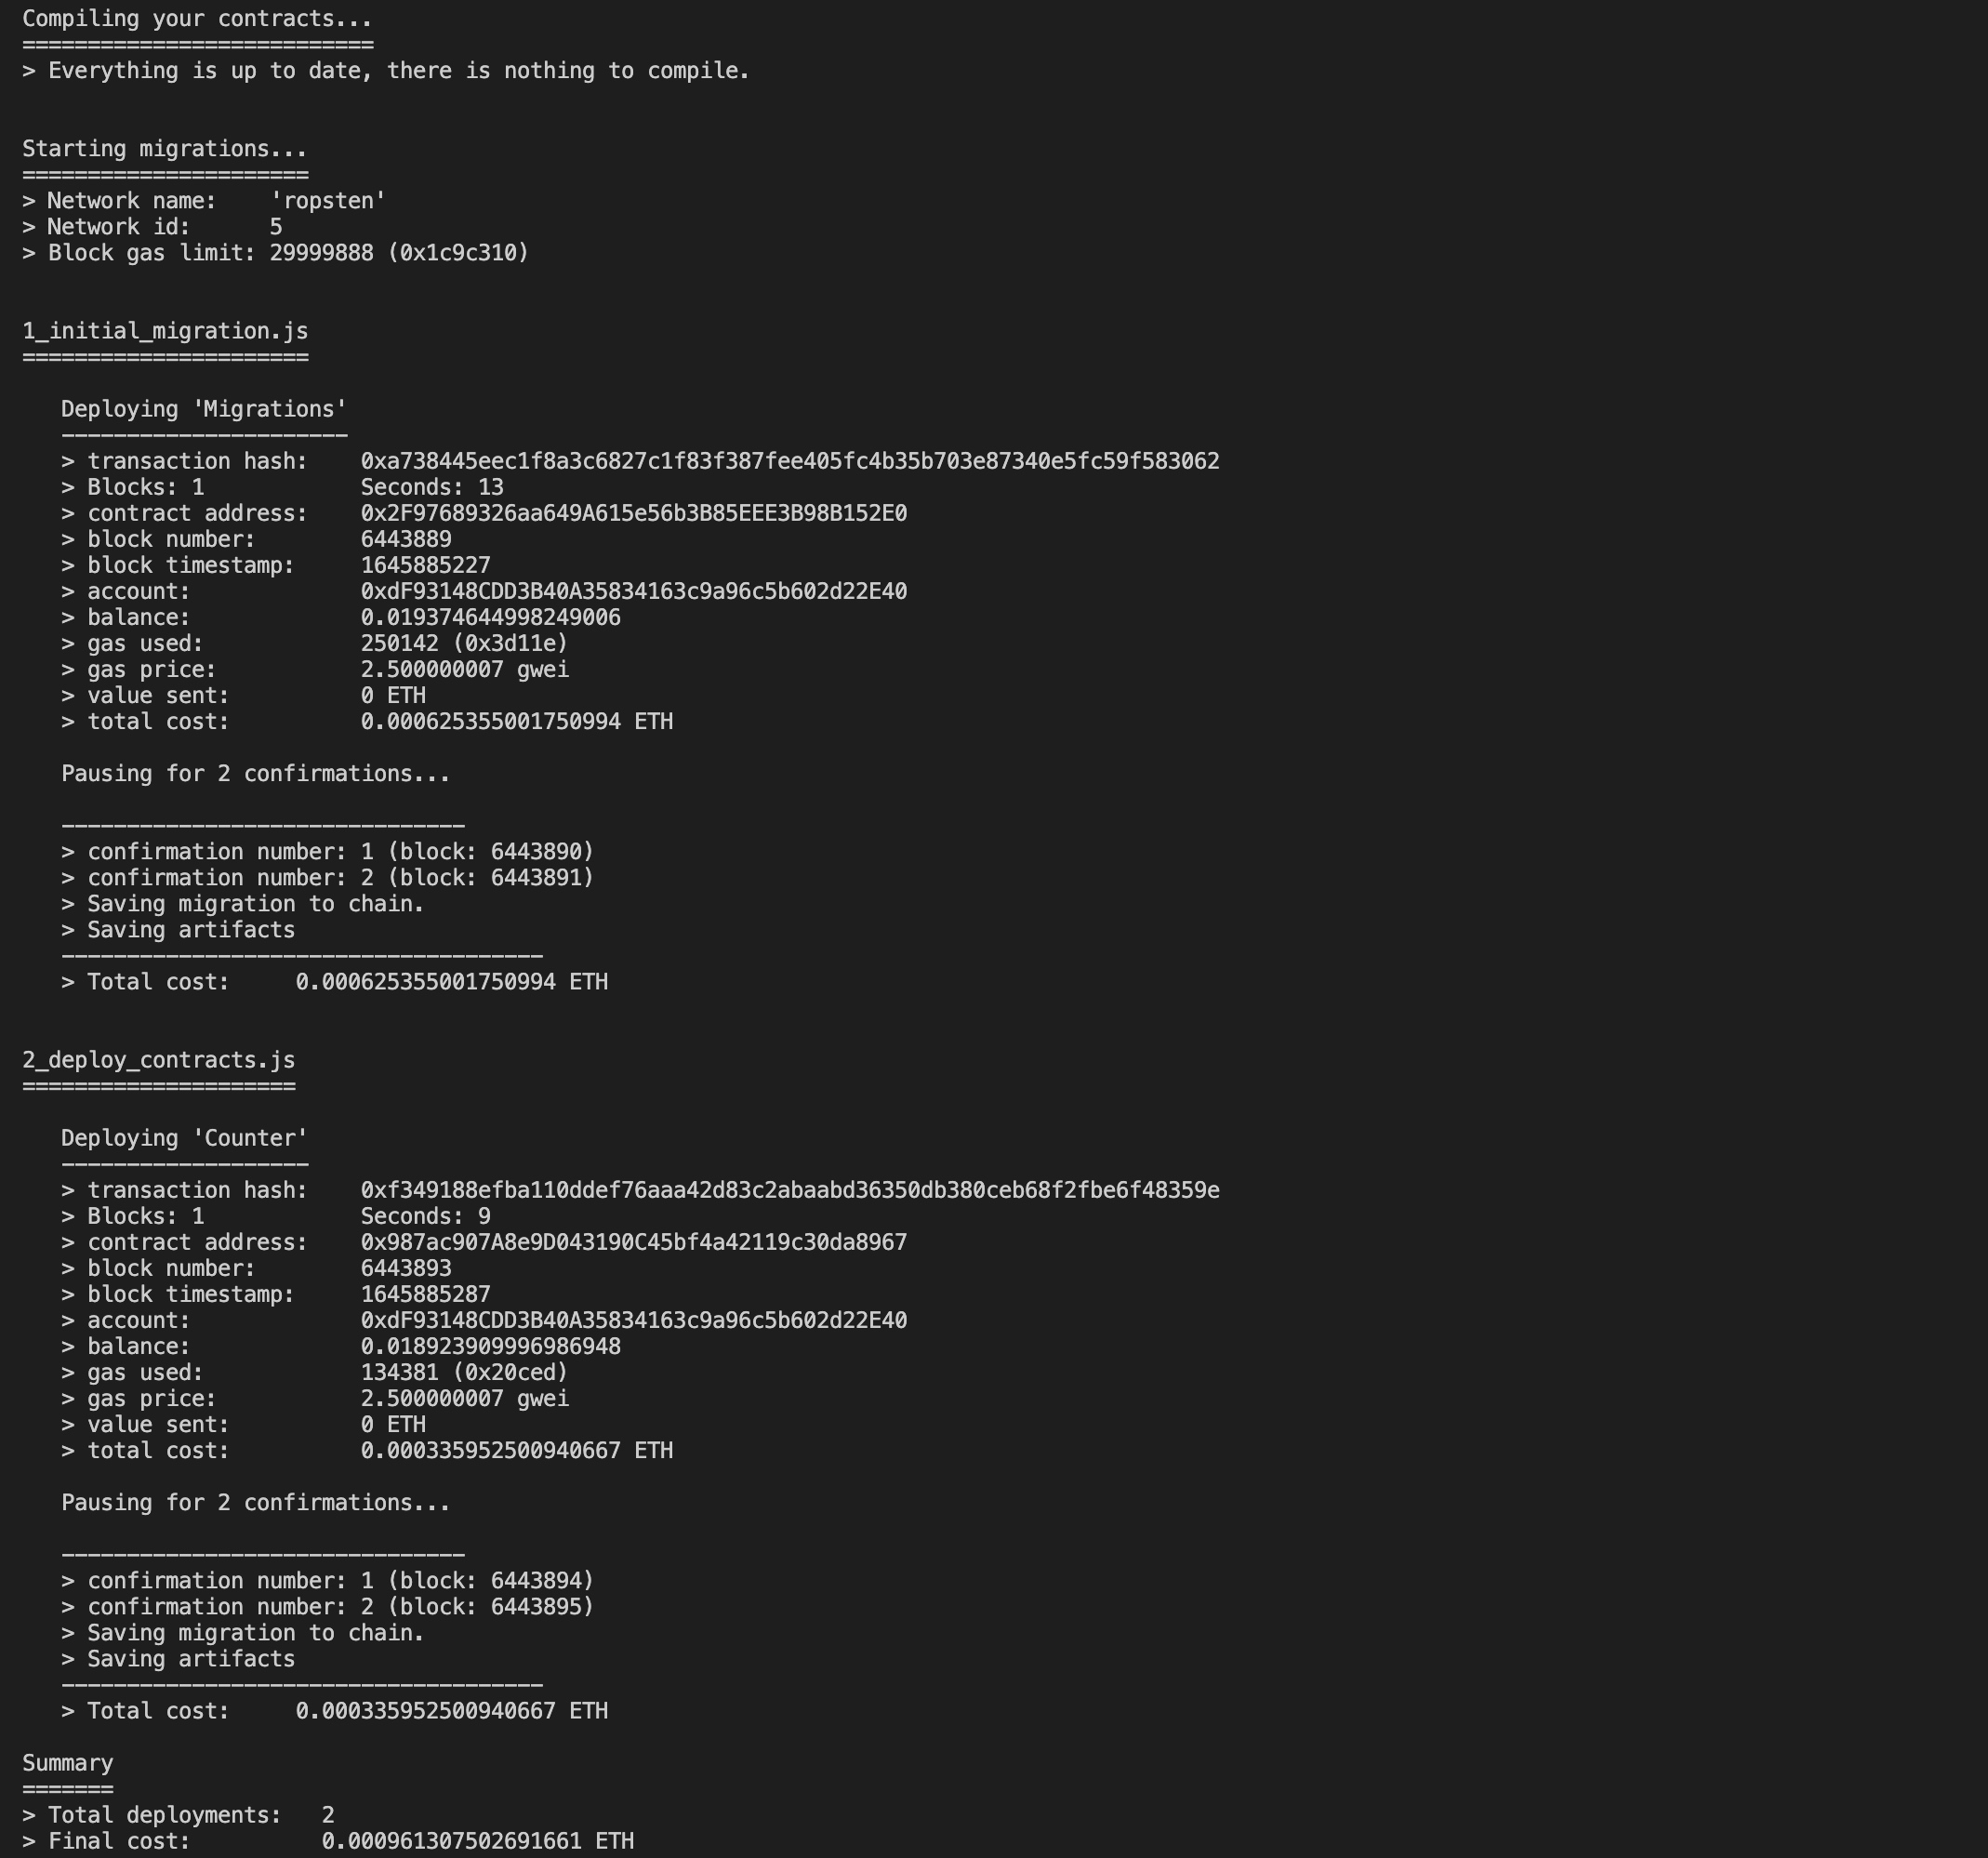 Compiling your contracts...
===========================
> Everything is up to date, there is nothing to compile.
Starting migrations...
======================
> Network name:    'ropsten'
> Network id:      5
> Block gas limit: 29999888 (0x1c9c310)
1_initial_migration.js
======================
Deploying 'Migrations'
----------------------
> transaction hash:    0xa738445eec1f8a3c6827c1f83f387fee405fc4b35b703e87340e5fc59f583062
> Blocks: 1            Seconds: 13
> contract address:    0x2F97689326aa649A615e56b3B85EEE3B98B152E0
> block number:        6443889
> block timestamp:     1645885227
> account:             0xdF93148CDD3B40A35834163c9a96c5b602d22E40
> balance:             0.019374644998249006
> gas used:            250142 (0x3d11e)
> gas price:           2.500000007 gwei
> value sent:          0 ETH
> total cost:          0.000625355001750994 ETH
Pausing for 2 confirmations...
-------------------------------
> confirmation number: 1 (block: 6443890)
> confirmation number: 2 (block: 6443891)
> Saving migration to chain.
> Saving artifacts
-------------------------------------
> Total cost:     0.000625355001750994 ETH
2_deploy_contracts.js
=====================
Deploying 'Counter'
-------------------
> transaction hash:    0xf349188efba110ddef76aaa42d83c2abaabd36350db380ceb68f2fbe6f48359e
> Blocks: 1            Seconds: 9
> contract address:    0x987ac907A8e9D043190C45bf4a42119c30da8967
> block number:        6443893
> block timestamp:     1645885287
> account:             0xdF93148CDD3B40A35834163c9a96c5b602d22E40
> balance:             0.018923909996986948
> gas used:            134381 (0x20ced)
> gas price:           2.500000007 gwei
> value sent:          0 ETH
> total cost:          0.000335952500940667 ETH
Pausing for 2 confirmations...
-------------------------------
> confirmation number: 1 (block: 6443894)
> confirmation number: 2 (block: 6443895)
> Saving migration to chain.
> Saving artifacts
-------------------------------------
> Total cost:     0.000335952500940667 ETH
Summary
=======
> Total deployments:   2
> Final cost:          0.000961307502691661 ETH